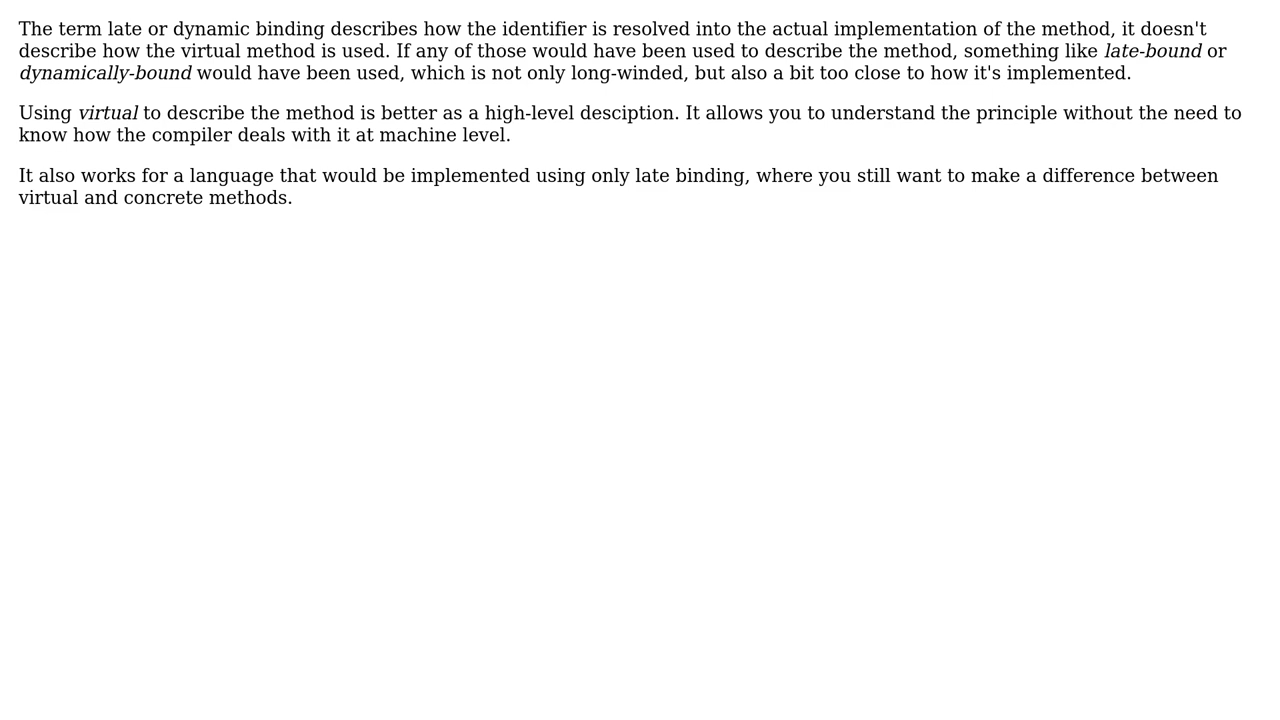 The term late or dynamic binding describes how the identifier is resolved into the actual implementation of the method, it doesn't
describe how the virtual method is used. If any of those would have been used to describe the method, something like late-bound or
dynamically-bound would have been used, which is not only long-winded, but also a bit too close to how it's implemented.
Using virtual to describe the method is better as a high-level desciption. It allows you to understand the principle without the need to
know how the compiler deals with it at machine level.
It also works for a language that would be implemented using only late binding, where you still want to make a difference between
virtual and concrete methods.